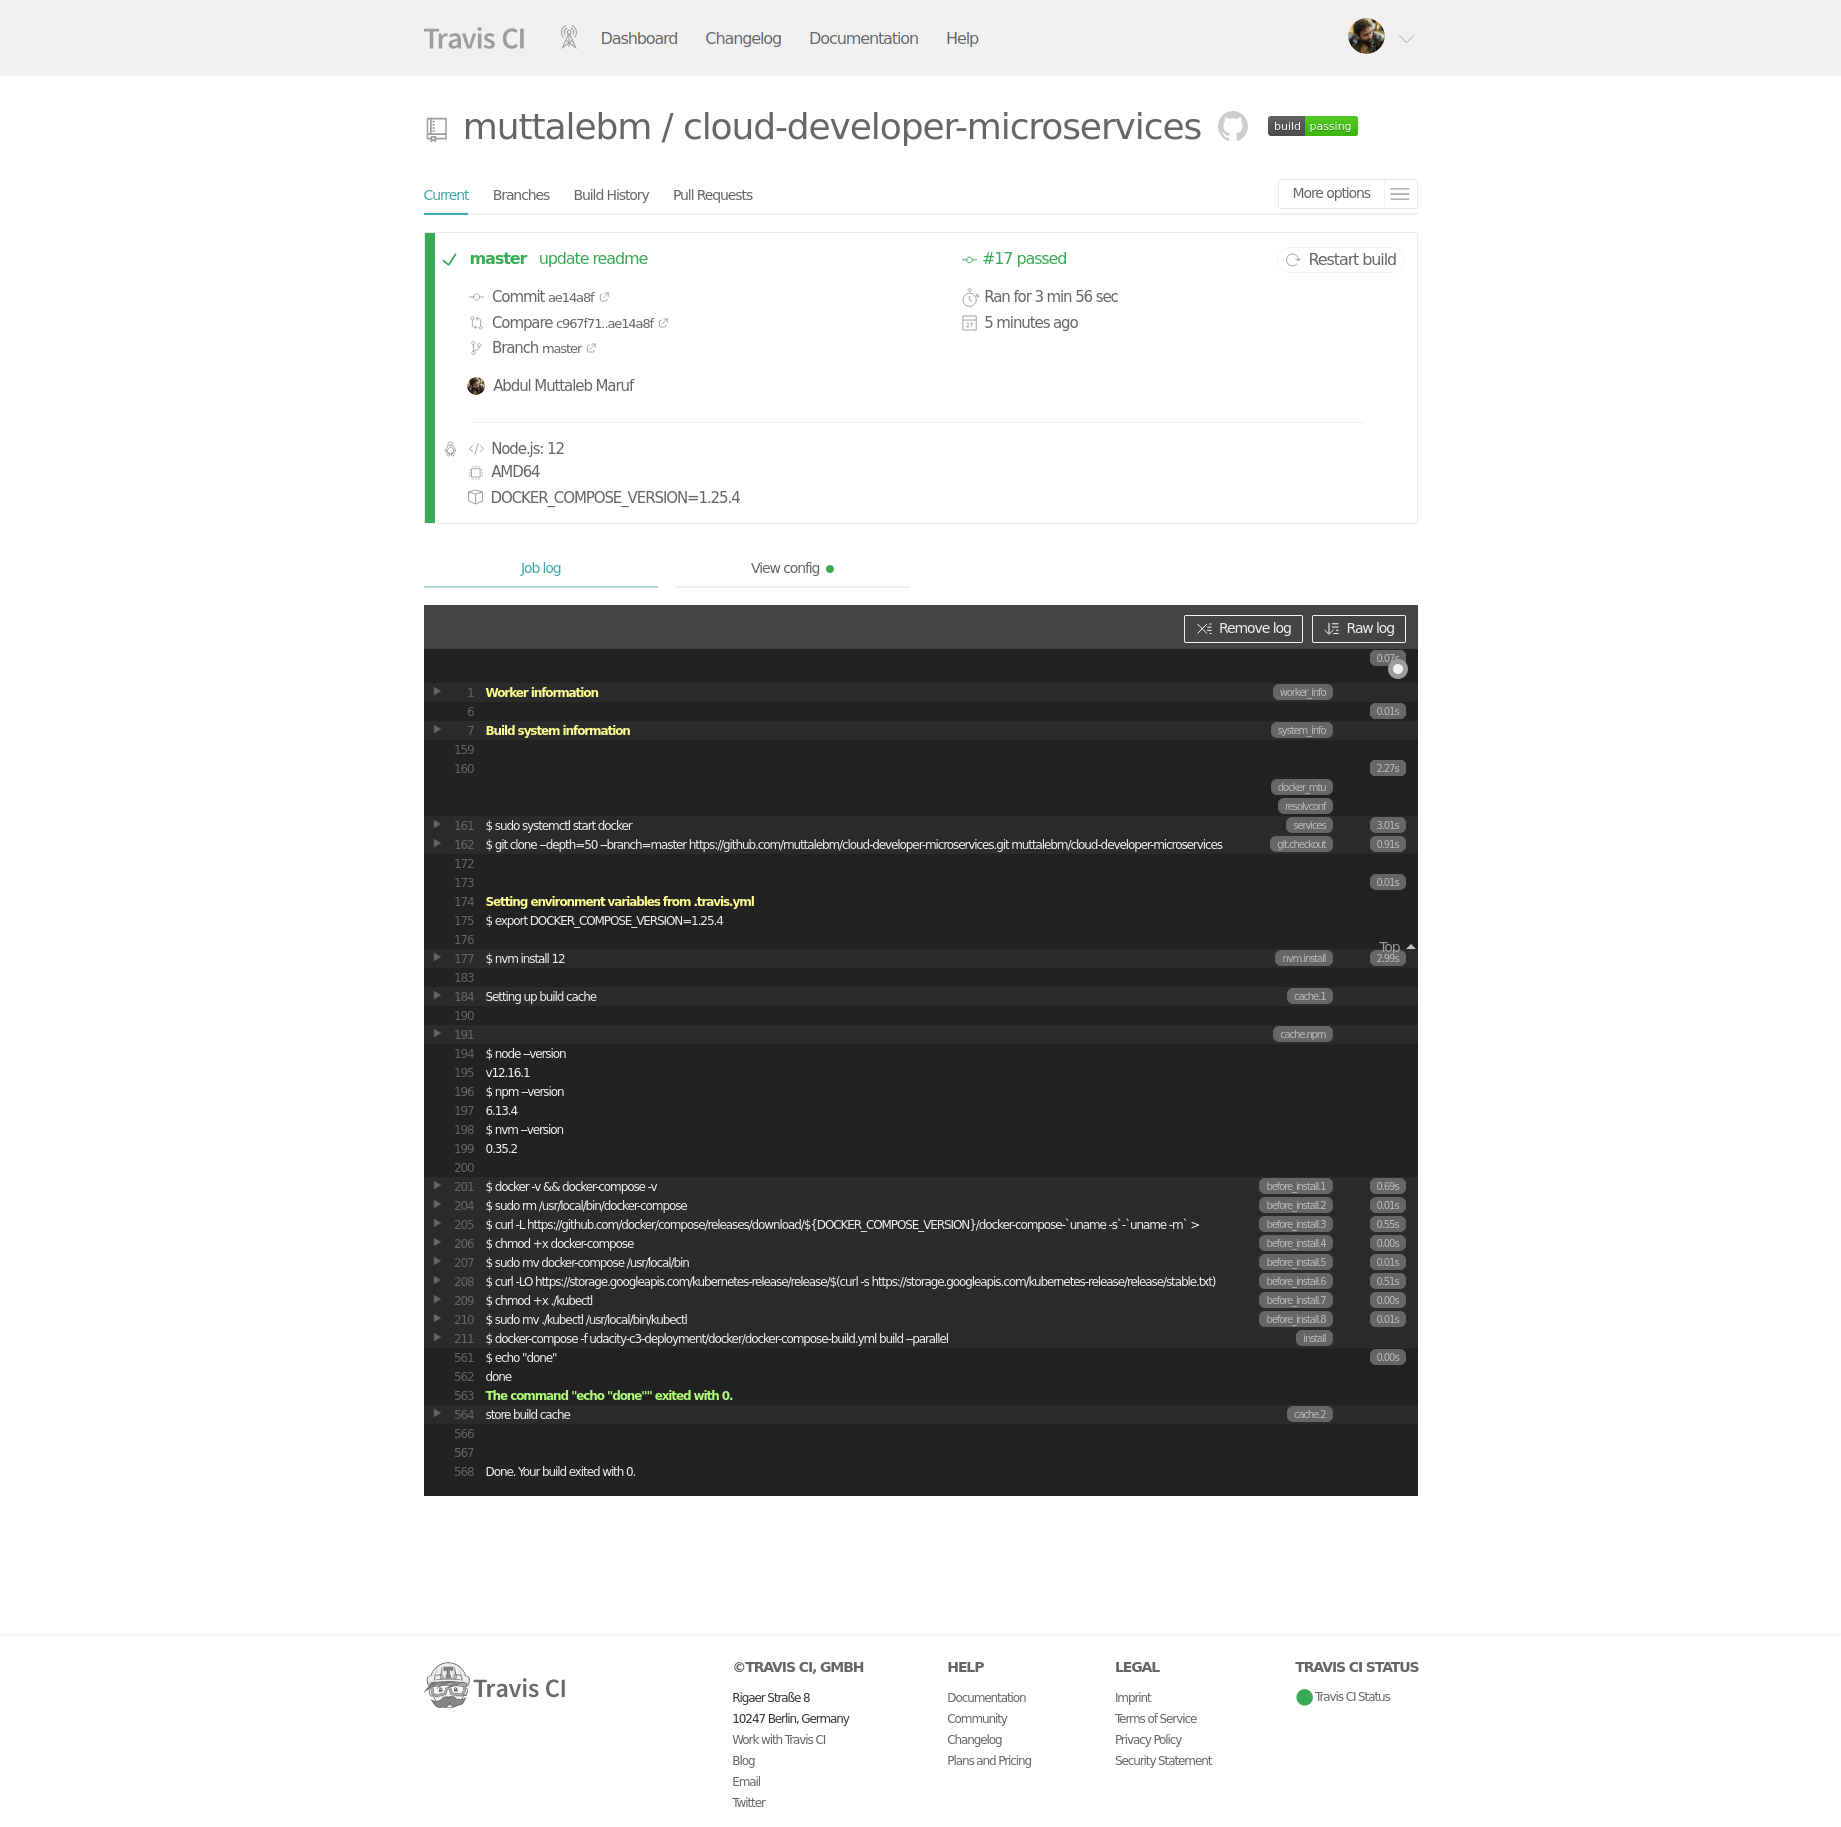 Travis CI Dashboard Changelog Documentation Help
muttalebm / cloud-developer-microservices build passing
Current Branches Build History Pull Requests More options
master update readme #17 passed Restart build
Commit ae14a8f Ran for 3 min 56 sec
Compare c967f71..ae14a8f 5 minutes ago
Branch master
Abdul Muttaleb Maruf
Node.js: 12
AMD64
DOCKER_COMPOSE_VERSION=1.25.4
Job log View config
Remove log Raw log
0.07s
1 Worker information worker_info
6 0.01s
7 Build system information system_info
159
160 2.27s
docker_mtu
resolvconf
161 $ sudo systemctl start docker services 3.01s
162 $ git clone --depth=50 --branch=master https://github.com/muttalebm/cloud-developer-microservices.git muttalebm/cloud-developer-microservices git.checkout 0.91s
172
173 0.01s
174 Setting environment variables from .travis.yml
175 $ export DOCKER_COMPOSE_VERSION=1.25.4
176
Top
177 $ nvm install 12 nvm.install 2.99s
183
184 Setting up build cache cache.1
190
191 cache.npm
194 $ node --version
195 v12.16.1
196 $ npm --version
197 6.13.4
198 $ nvm --version
199 0.35.2
200
201 $ docker -v && docker-compose -v before_install.1 0.69s
204 $ sudo rm /usr/local/bin/docker-compose before_install.2 0.01s
205 $ curl -L https://github.com/docker/compose/releases/download/${DOCKER_COMPOSE_VERSION}/docker-compose-`uname -s`-`uname -m` > before_install.3 0.55s
206 $ chmod +x docker-compose before_install.4 0.00s
207 $ sudo mv docker-compose /usr/local/bin before_install.5 0.01s
208 $ curl -LO https://storage.googleapis.com/kubernetes-release/release/$(curl -s https://storage.googleapis.com/kubernetes-release/release/stable.txt) before_install.6 0.51s
209 $ chmod +x ./kubectl before_install.7 0.00s
210 $ sudo mv ./kubectl /usr/local/bin/kubectl before_install.8 0.01s
211 $ docker-compose -f udacity-c3-deployment/docker/docker-compose-build.yml build --parallel install
561 $ echo "done" 0.00s
562 done
563 The command "echo "done"" exited with 0.
564 store build cache cache.2
566
567
568 Done. Your build exited with 0.
Travis CI
©TRAVIS CI, GMBH
Rigaer Straße 8
10247 Berlin, Germany
Work with Travis CI
Blog
Email
Twitter
HELP
Documentation
Community
Changelog
Plans and Pricing
LEGAL
Imprint
Terms of Service
Privacy Policy
Security Statement
TRAVIS CI STATUS
Travis CI Status